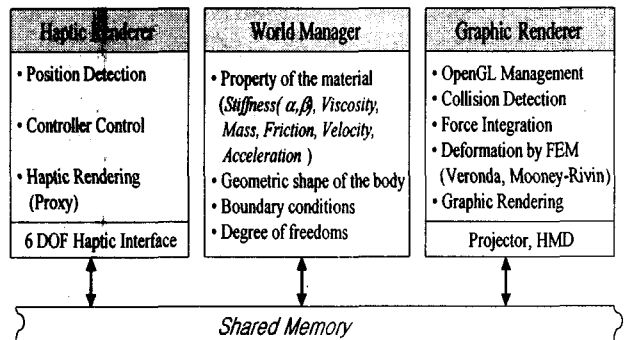 Haptic Renderer
• Position Detection
• Controller Control
• Haptic Rendering
(Proxy)
6 DOF Haptic Interface
World Manager
• Property of the material
(Stiffness( α,β), Viscosity,
Mass, Friction, Velocity,
Acceleration )
• Geometric shape of the body
• Boundary conditions
• Degree of freedoms
Graphic Renderer
• OpenGL Management
• Collision Detection
• Force Integration
• Deformation by FEM
(Veronda, Mooney-Rivin)
• Graphic Rendering
Projector, HMD
Shared Memory